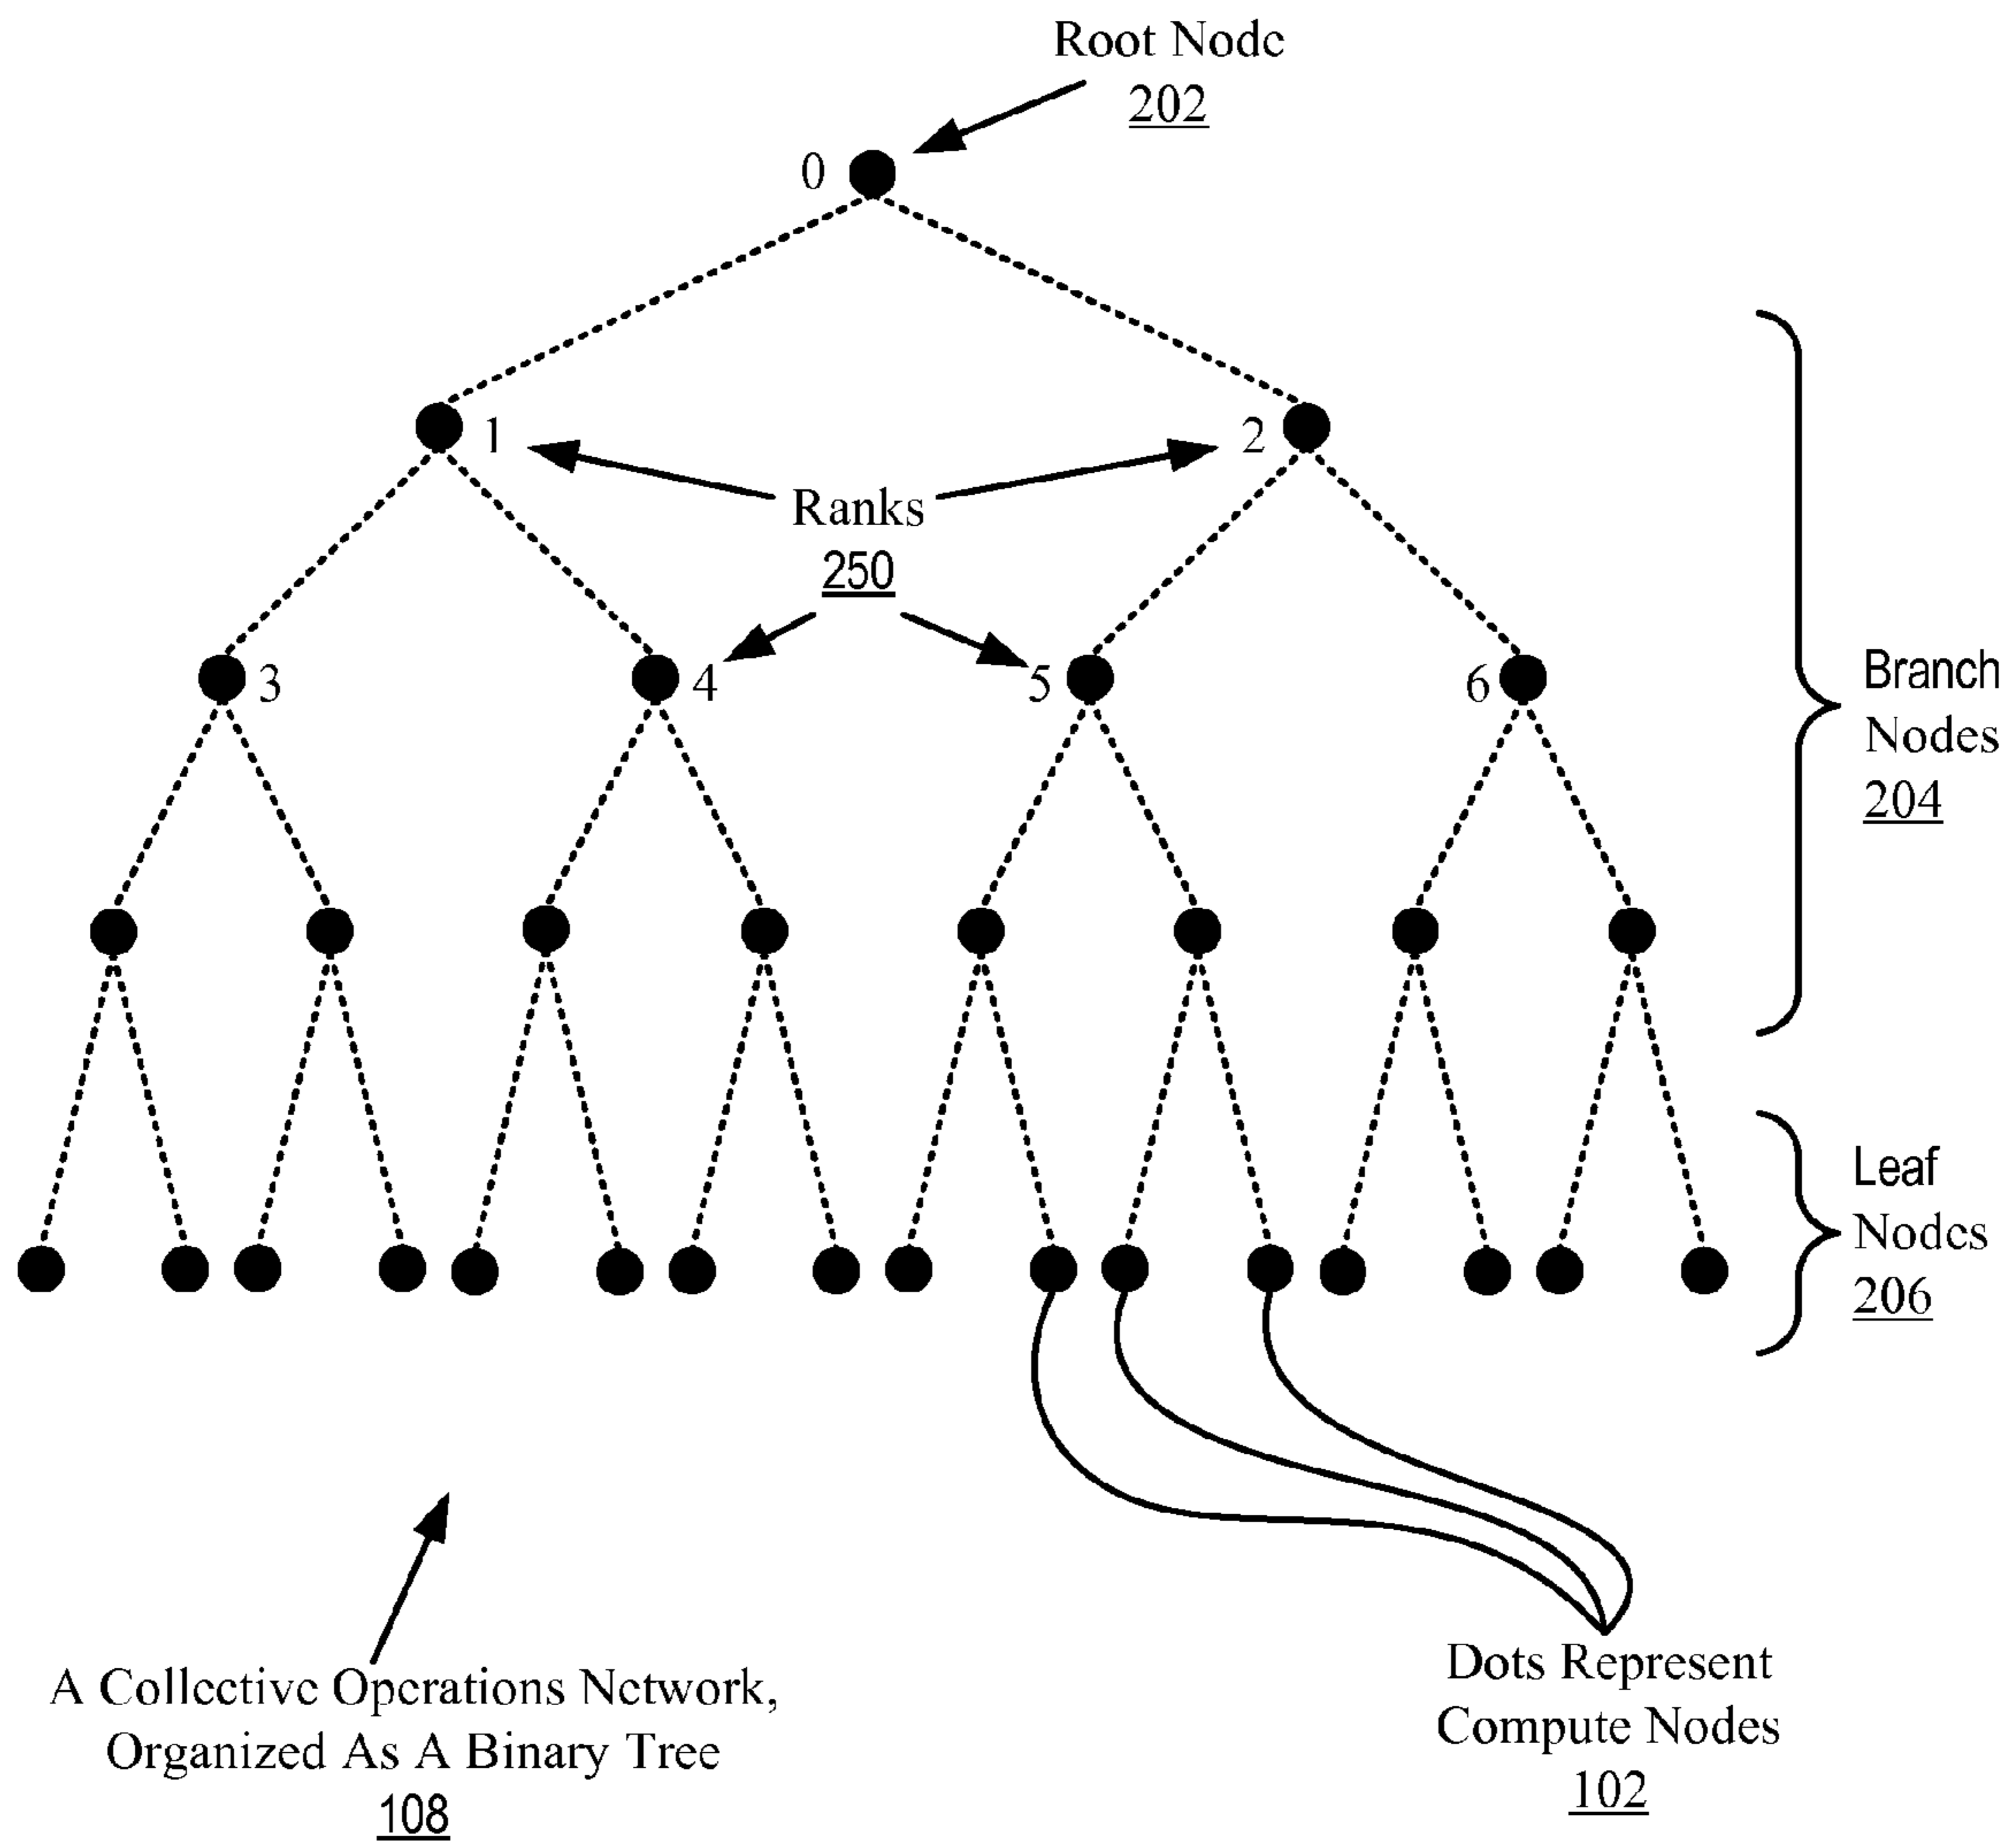 Root Node
202
0
1
2
Ranks
250
3
4
5
6
Branch
Nodes
204
Leaf
Nodes
206
A Collective Operations Network,
Organized As A Binary Tree
108
Dots Represent
Compute Nodes
102